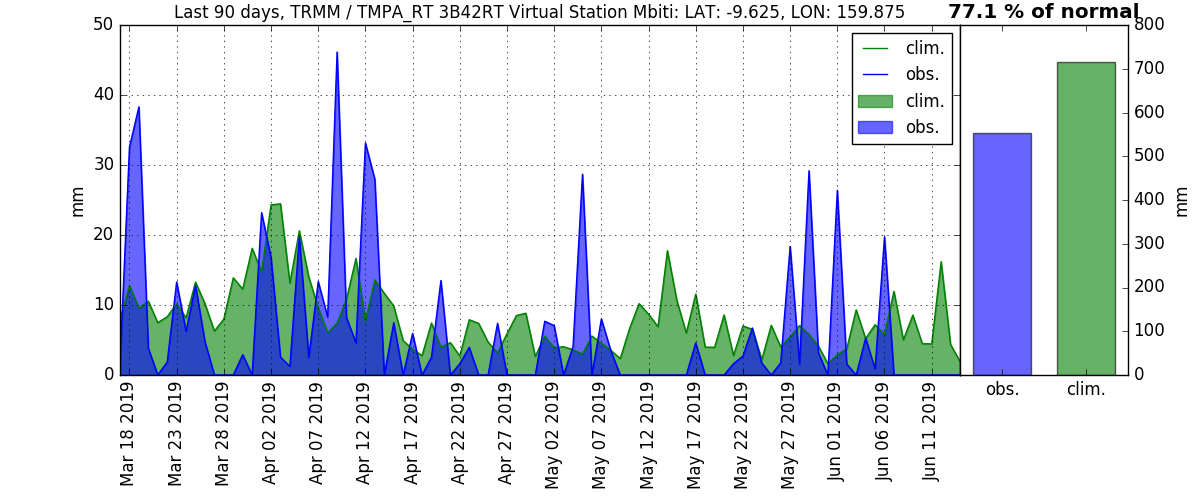 Last 90 days, TRMM / TMPA_RT 3B42RT Virtual Station Mbiti: LAT: -9.625, LON: 159.875
77.1 % of normal
50
40
30
20
10
0
mm
clim.
obs.
clim.
obs.
800
700
600
500
400
300
200
100
0
mm
Mar 18 2019
Mar 23 2019
Mar 28 2019
Apr 02 2019
Apr 07 2019
Apr 12 2019
Apr 17 2019
Apr 22 2019
Apr 27 2019
May 02 2019
May 07 2019
May 12 2019
May 17 2019
May 22 2019
May 27 2019
Jun 01 2019
Jun 06 2019
Jun 11 2019
obs.
clim.